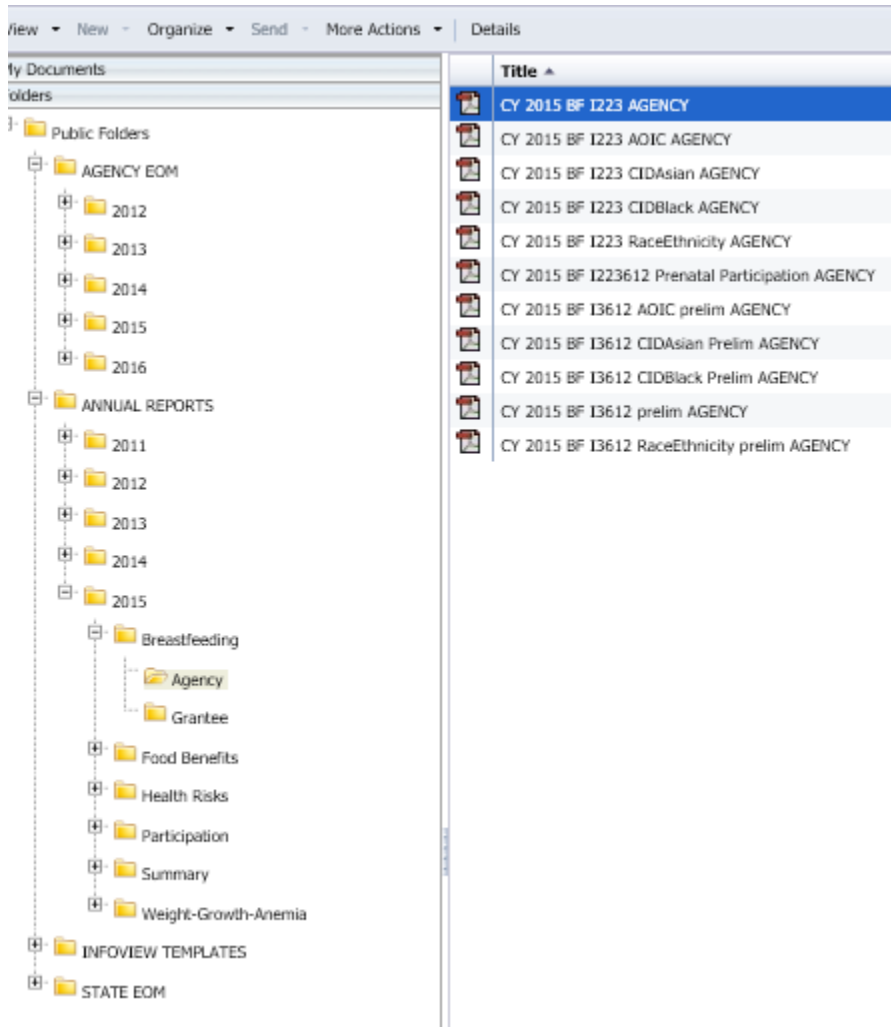 View New Organize Send More Actions Details
My Documents
Folders
Public Folders
AGENCY EOM
2012
2013
2014
2015
2016
ANNUAL REPORTS
2011
2012
2013
2014
2015
Breastfeeding
Agency
Grantee
Food Benefits
Health Risks
Participation
Summary
Weight-Growth-Anemia
INFOVIEW TEMPLATES
STATE EOM
Title
CY 2015 BF I223 AGENCY
CY 2015 BF I223 AOIC AGENCY
CY 2015 BF I223 CIDAsian AGENCY
CY 2015 BF I223 CIDBlack AGENCY
CY 2015 BF I223 RaceEthnicity AGENCY
CY 2015 BF I223612 Prenatal Participation AGENCY
CY 2015 BF I3612 AOIC prelim AGENCY
CY 2015 BF I3612 CIDAsian Prelim AGENCY
CY 2015 BF I3612 CIDBlack Prelim AGENCY
CY 2015 BF I3612 prelim AGENCY
CY 2015 BF I3612 RaceEthnicity prelim AGENCY